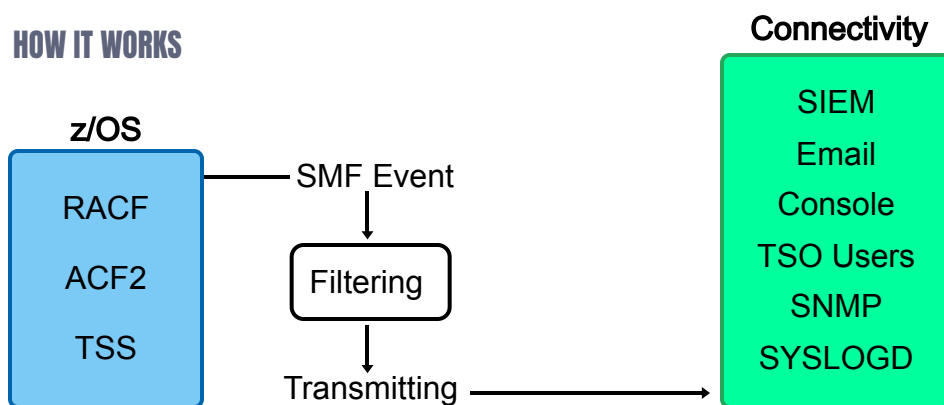 HOW IT WORKS
z/OS
RACF
ACF2
TSS
SMF Event
Filtering
Transmitting
Connectivity
SIEM
Email
Console
TSO Users
SNMP
SYSLOGD